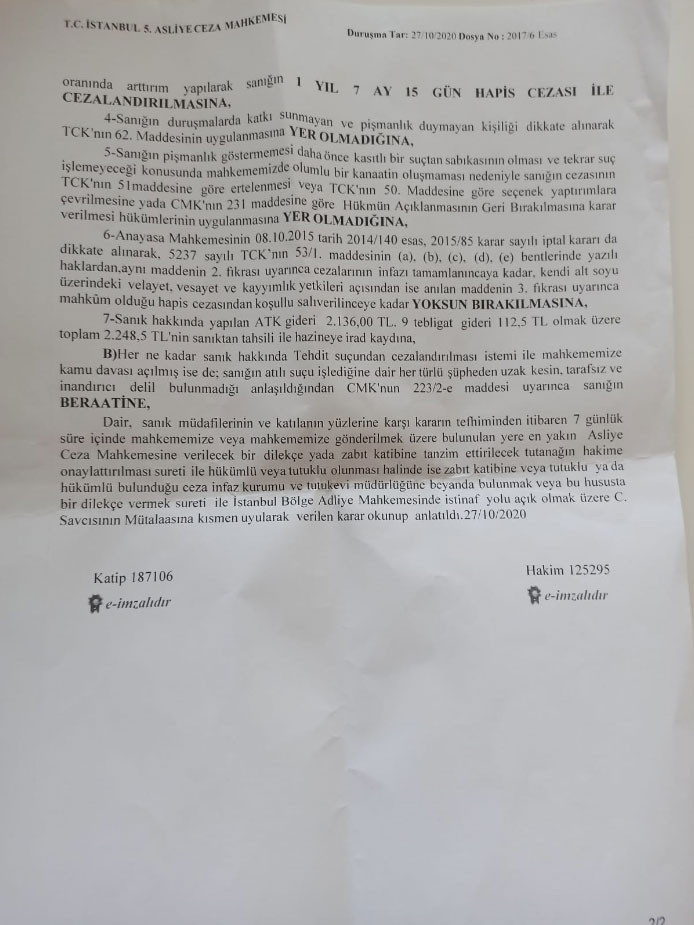 T.C. İSTANBUL 5. ASLİYE CEZA MAHKEMESİ
Duruşma Tar: 27/10/2020 Dosya No : 2017/6 Esas
oranında arttırım yapılarak sanığın 1 YIL 7 AY 15 GÜN HAPİS CEZASI İLE
CEZALANDIRILMASINA,
4-Sanığın duruşmalarda katkı sunmayan ve pişmanlık duymayan kişiliği dikkate alınarak
TCK'nın 62. Maddesinin uygulanmasına YER OLMADIĞINA,
5-Sanığın pişmanlık göstermemesi daha önce kasıtlı bir suçtan sabıkasının olması ve tekrar suç
işlemeyeceği konusunda mahkememizde olumlu bir kanaatin oluşmaması nedeniyle sanığın cezasının
TCK'nın 51maddesine göre ertelenmesi veya TCK'nın 50. Maddesine göre seçenek yaptırımlara
çevrilmesine yada CMK'nın 231 maddesine göre Hükmün Açıklanmasının Geri Bırakılmasına karar
verilmesi hükümlerinin uygulanmasına YER OLMADIĞINA,
6-Anayasa Mahkemesinin 08.10.2015 tarih 2014/140 esas, 2015/85 karar sayılı iptal kararı da
dikkate alınarak, 5237 sayılı TCK'nın 53/1. maddesinin (a), (b), (c), (d), (e) bentlerinde yazılı
haklardan,aynı maddenin 2. fıkrası uyarınca cezalarının infazı tamamlanıncaya kadar, kendi alt soyu
üzerindeki velayet, vesayet ve kayyımlık yetkileri açısından ise anılan maddenin 3. fıkrası uyarınca
mahkûm olduğu hapis cezasından koşullu salıverilinceye kadar YOKSUN BIRAKILMASINA,
7-Sanık hakkında yapılan ATK gideri 2.136,00 TL. 9 tebligat gideri 112,5 TL olmak üzere
toplam 2.248,5 TL'nin sanıktan tahsili ile hazineye irad kaydına,
B)Her ne kadar sanık hakkında Tehdit suçundan cezalandırılması istemi ile mahkememize
kamu davası açılmış ise de; sanığın atılı suçu işlediğine dair her türlü şüpheden uzak kesin, tarafsız ve
inandırıcı delil bulunmadığı anlaşıldığından CMK'nun 223/2-e maddesi uyarınca sanığın
BERAATİNE,
Dair, sanık müdafilerinin ve katılanın yüzlerine karşı kararın tefhiminden itibaren 7 günlük
süre içinde mahkememize veya mahkememize gönderilmek üzere bulunulan yere en yakın Asliye
Ceza Mahkemesine verilecek bir dilekçe yada zabıt katibine tanzim ettirilecek tutanağın hakime
onaylattırılması sureti ile hükümlü veya tutuklu olunması halinde ise zabıt katibine veya tutuklu ya da
hükümlü bulunduğu ceza infaz kurumu ve tutukevi müdürlüğüne beyanda bulunmak veya bu hususta
bir dilekçe vermek sureti ile İstanbul Bölge Adliye Mahkemesinde istinaf yolu açık olmak üzere C.
Savcısının Mütalaasına kısmen uyularak verilen karar okunup anlatıldı.27/10/2020
Katip 187106
e-imzalıdır
Hakim 125295
e-imzalıdır